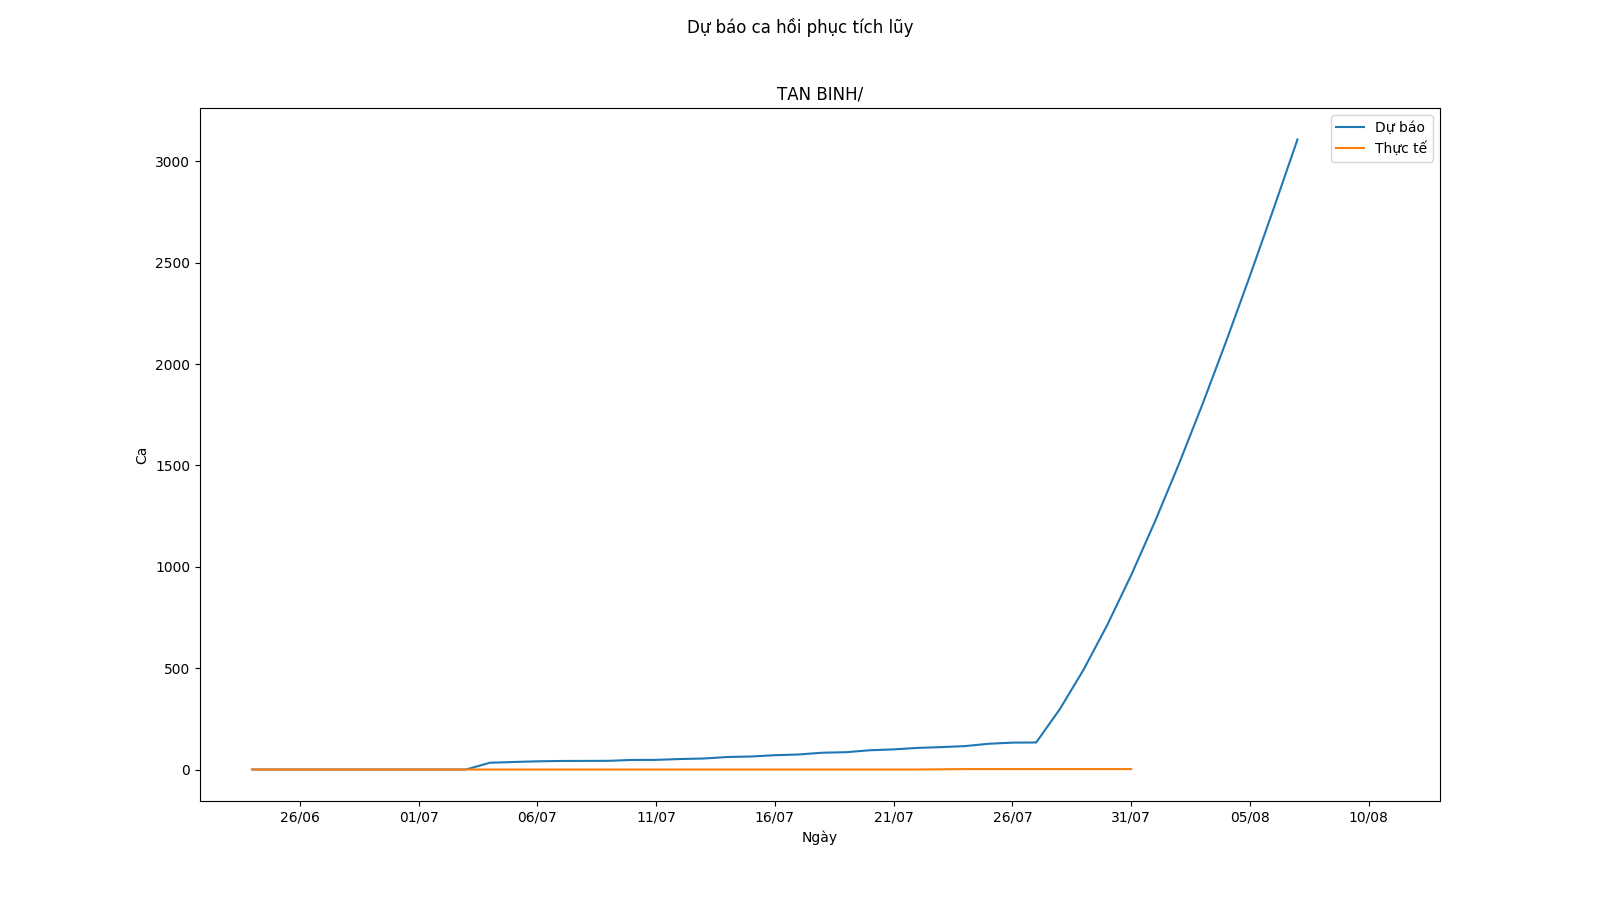 Dự báo ca hồi phục tích lũy
TAN BINH/
Dự báo
Thực tế
3000
2500
2000
1500
1000
500
0
Ca
26/06
01/07
06/07
11/07
16/07
21/07
26/07
31/07
05/08
10/08
Ngày